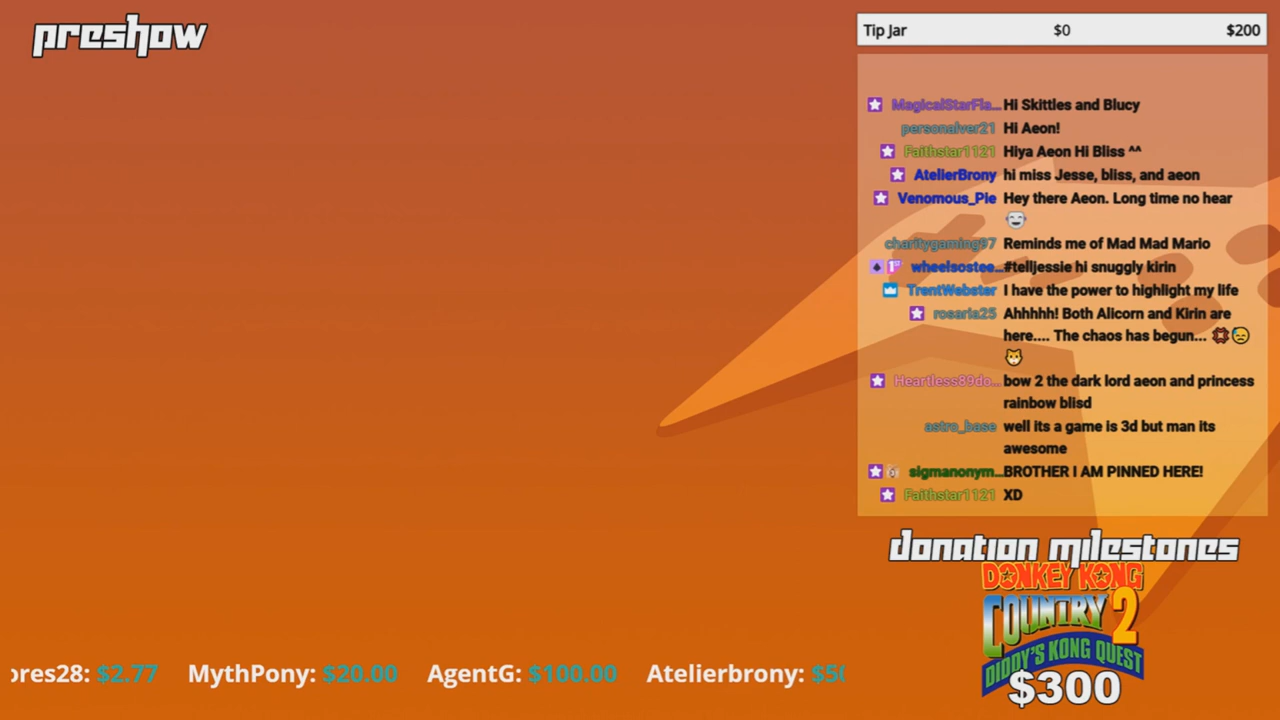 preshow
Tip Jar $0 $200
MagicalStarFla... Hi Skittles and Blucy
personalver21 Hi Aeon!
Faithstar1121 Hiya Aeon Hi Bliss ^^
AtelierBrony hi miss Jesse, bliss, and aeon
Venomous_Pie Hey there Aeon. Long time no hear
charitygaming97 Reminds me of Mad Mad Mario
wheelsostee... #telljessie hi snuggly kirin
TrentWebster I have the power to highlight my life
rosaria25 Ahhhhh! Both Alicorn and Kirin are
here.... The chaos has begun...
Heartless89do... bow 2 the dark lord aeon and princess
rainbow blisd
astro_base well its a game is 3d but man its
awesome
sigmanonym... BROTHER I AM PINNED HERE!
Faithstar1121 XD
donation milestones
DONKEY KONG
COUNTRY 2
DIDDY'S KONG QUEST
$300
ores28: $2.77 MythPony: $20.00 AgentG: $100.00 Atelierbrony: $50